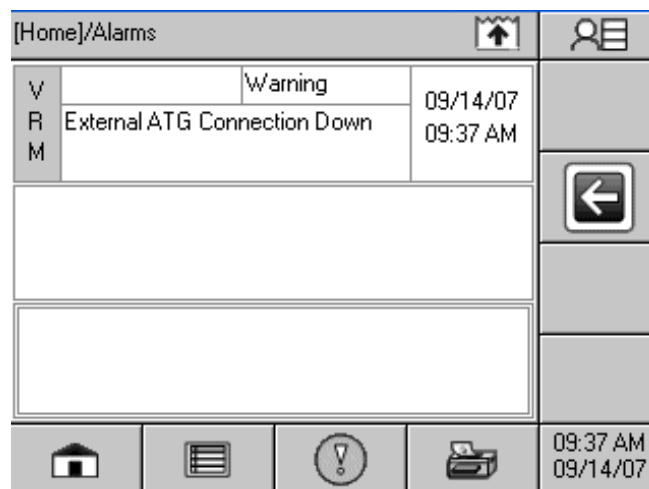 [Home]/Alarms
VRM
Warning
External ATG Connection Down
09/14/07
09:37 AM
09:37 AM
09/14/07